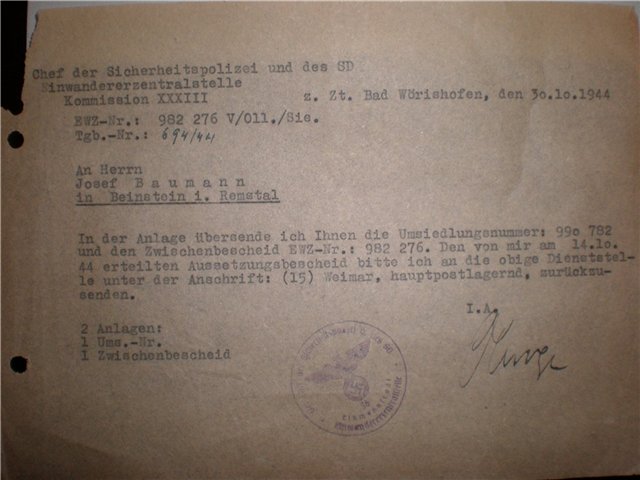 Chef der Sicherheitspolizei und des SD
Einwandererzentralstelle
Kommission XXXIII
z. Zt. Bad Wörishofen, den 30.10.1944
EWZ-Nr.: 982 276 V/Oll./Sie.
Tgb.-Nr.: 694/44
An Herrn
Josef B a u m a n n
in Beinstein i. Remstal
In der Anlage übersende ich Ihnen die Umsiedlungsnummer: 990 782
und den Zwischenbescheid EWZ-Nr.: 982 276. Den von mir am 14.10.
44 erteilten Aussetzungsbescheid bitte ich an die obige Dienststel-
le unter der Anschrift: (15) Weimar, hauptpostlagernd, zurückzu-
senden.
I.A.
2 Anlagen:
1 Ums.-Nr.
1 Zwischenbescheid